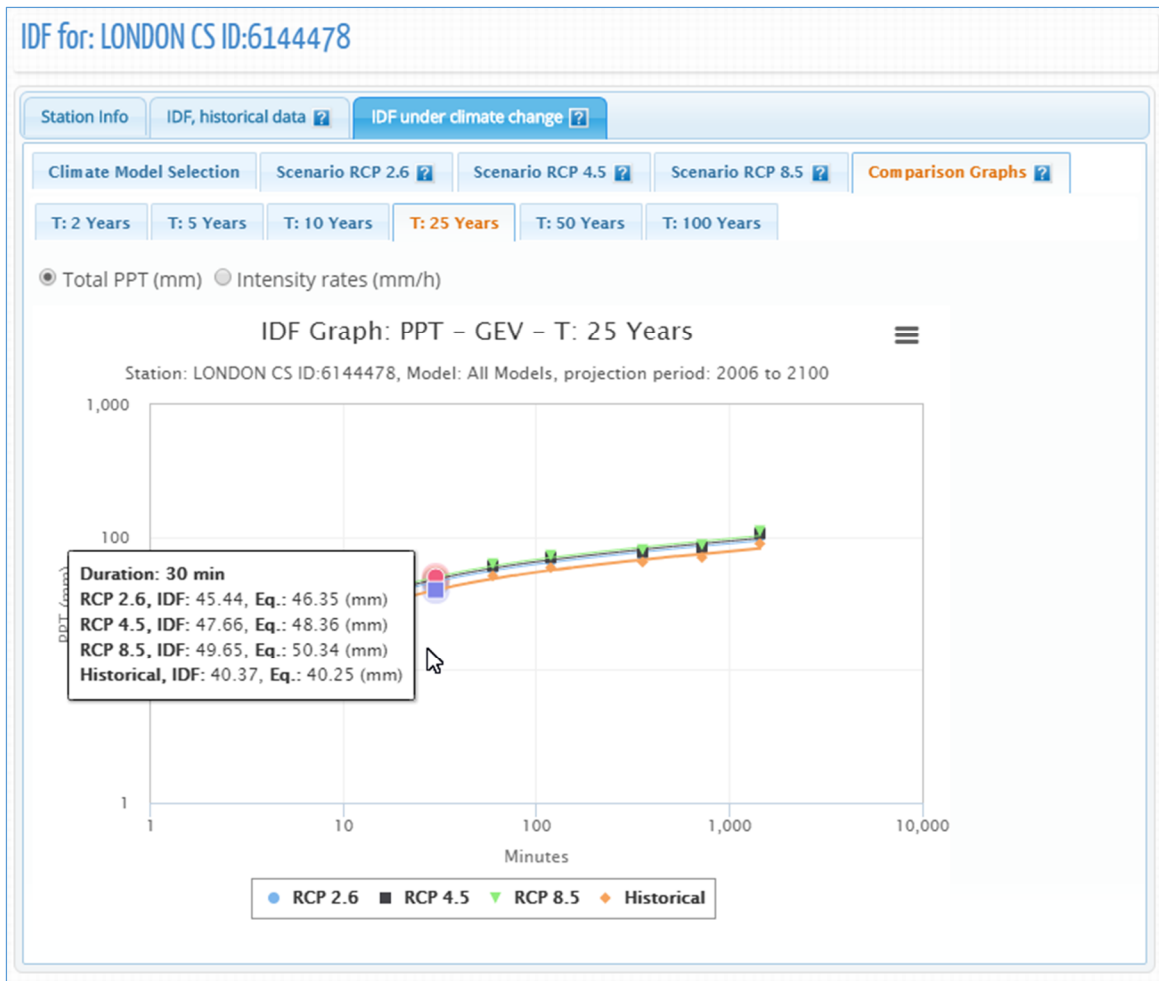 IDF for: LONDON CS ID:6144478
Station Info IDF, historical data ? IDF under climate change ?
Climate Model Selection Scenario RCP 2.6 ? Scenario RCP 4.5 ? Scenario RCP 8.5 ? Comparison Graphs ?
T: 2 Years T: 5 Years T: 10 Years T: 25 Years T: 50 Years T: 100 Years
Total PPT (mm) Intensity rates (mm/h)
IDF Graph: PPT – GEV – T: 25 Years
Station: LONDON CS ID:6144478, Model: All Models, projection period: 2006 to 2100
1,000
100
PPT (mm)
Duration: 30 min
RCP 2.6, IDF: 45.44, Eq.: 46.35 (mm)
RCP 4.5, IDF: 47.66, Eq.: 48.36 (mm)
RCP 8.5, IDF: 49.65, Eq.: 50.34 (mm)
Historical, IDF: 40.37, Eq.: 40.25 (mm)
1
1 10 100 1,000 10,000
Minutes
RCP 2.6 RCP 4.5 RCP 8.5 Historical